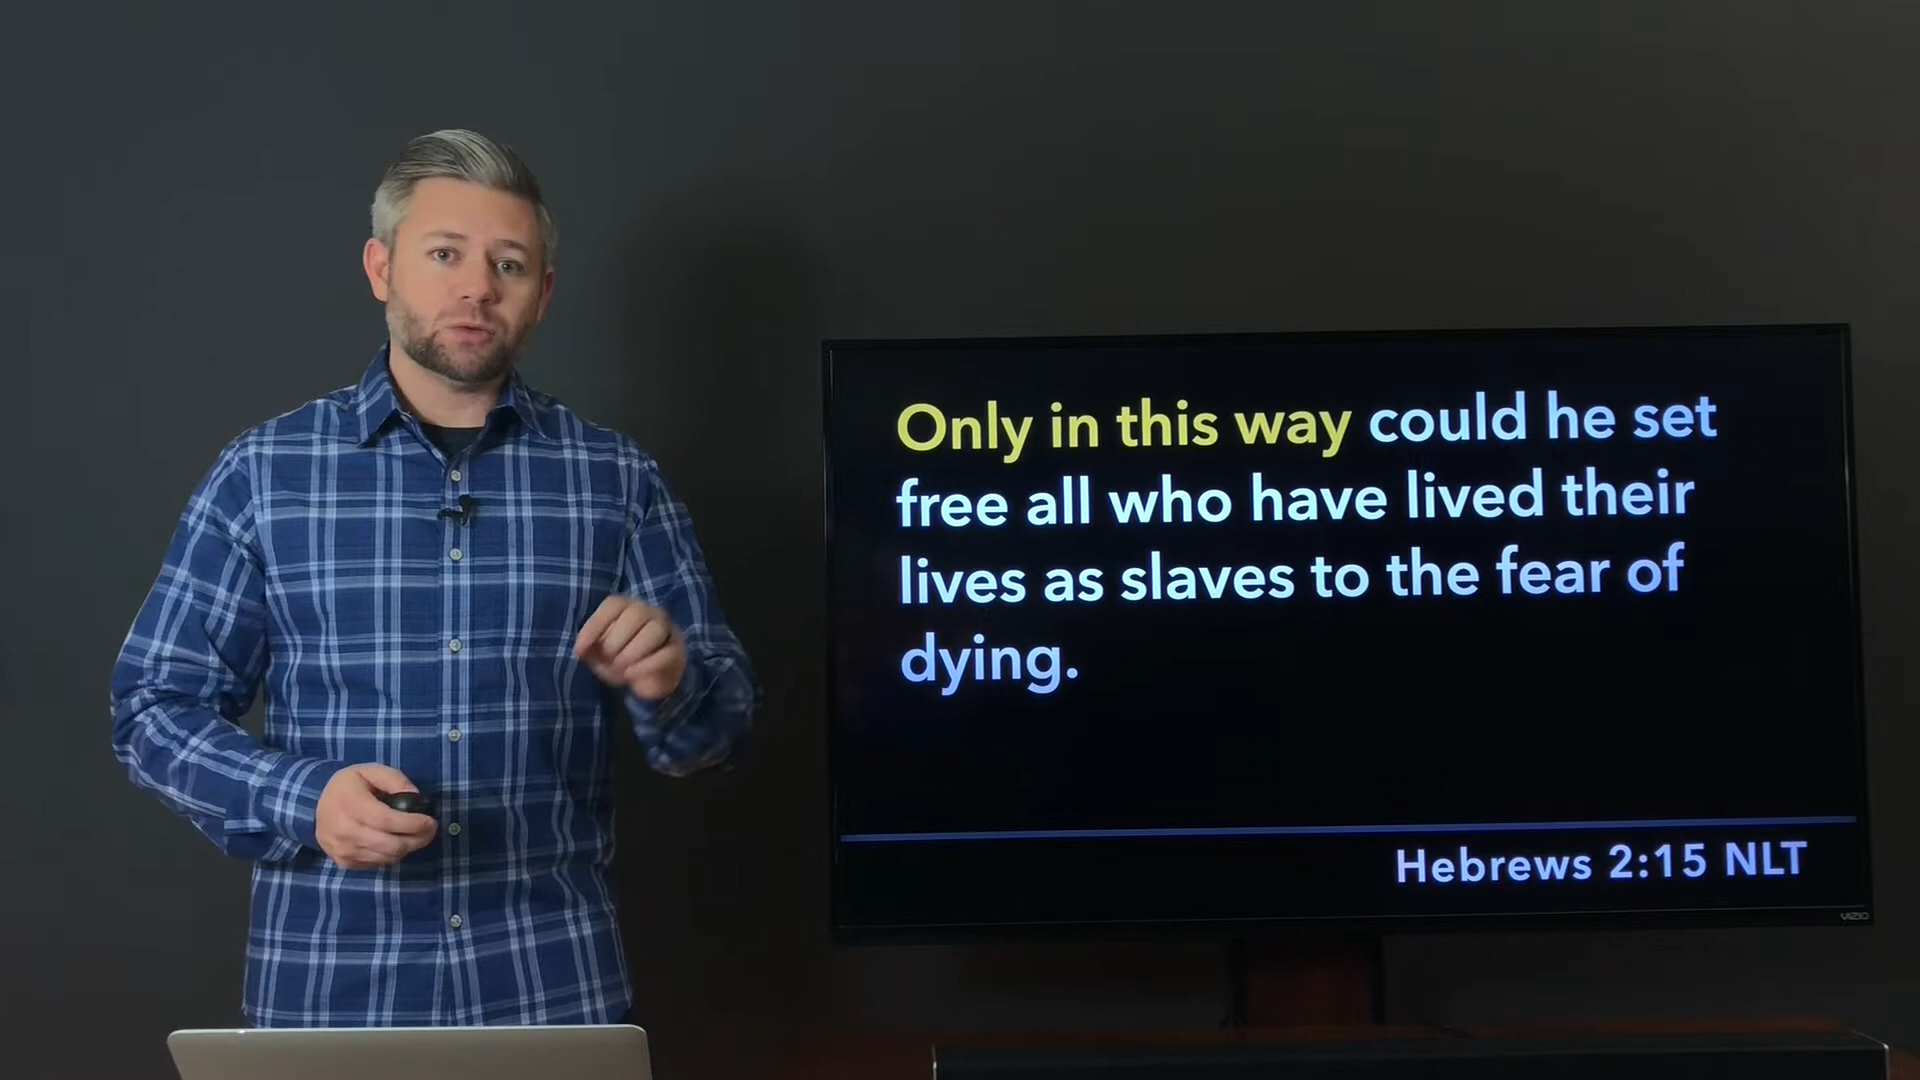 Only in this way could he set
free all who have lived their
lives as slaves to the fear of
dying.
Hebrews 2:15 NLT
VIZIO